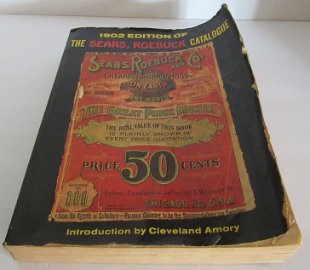 1902 EDITION OF
THE SEARS, ROEBUCK CATALOGUE
SEARS, ROEBUCK AND CO.
CHEAPEST SUPPLY HOUSE
ON EARTH
THE GREAT PRICE MAKER
THE REAL VALUE OF THIS BOOK
IS PLAINLY SHOWN IN
EVERY PRICE QUOTATION
PRICE 50 CENTS
CHICAGO, ILL. U.S.A.
Introduction by Cleveland Amory